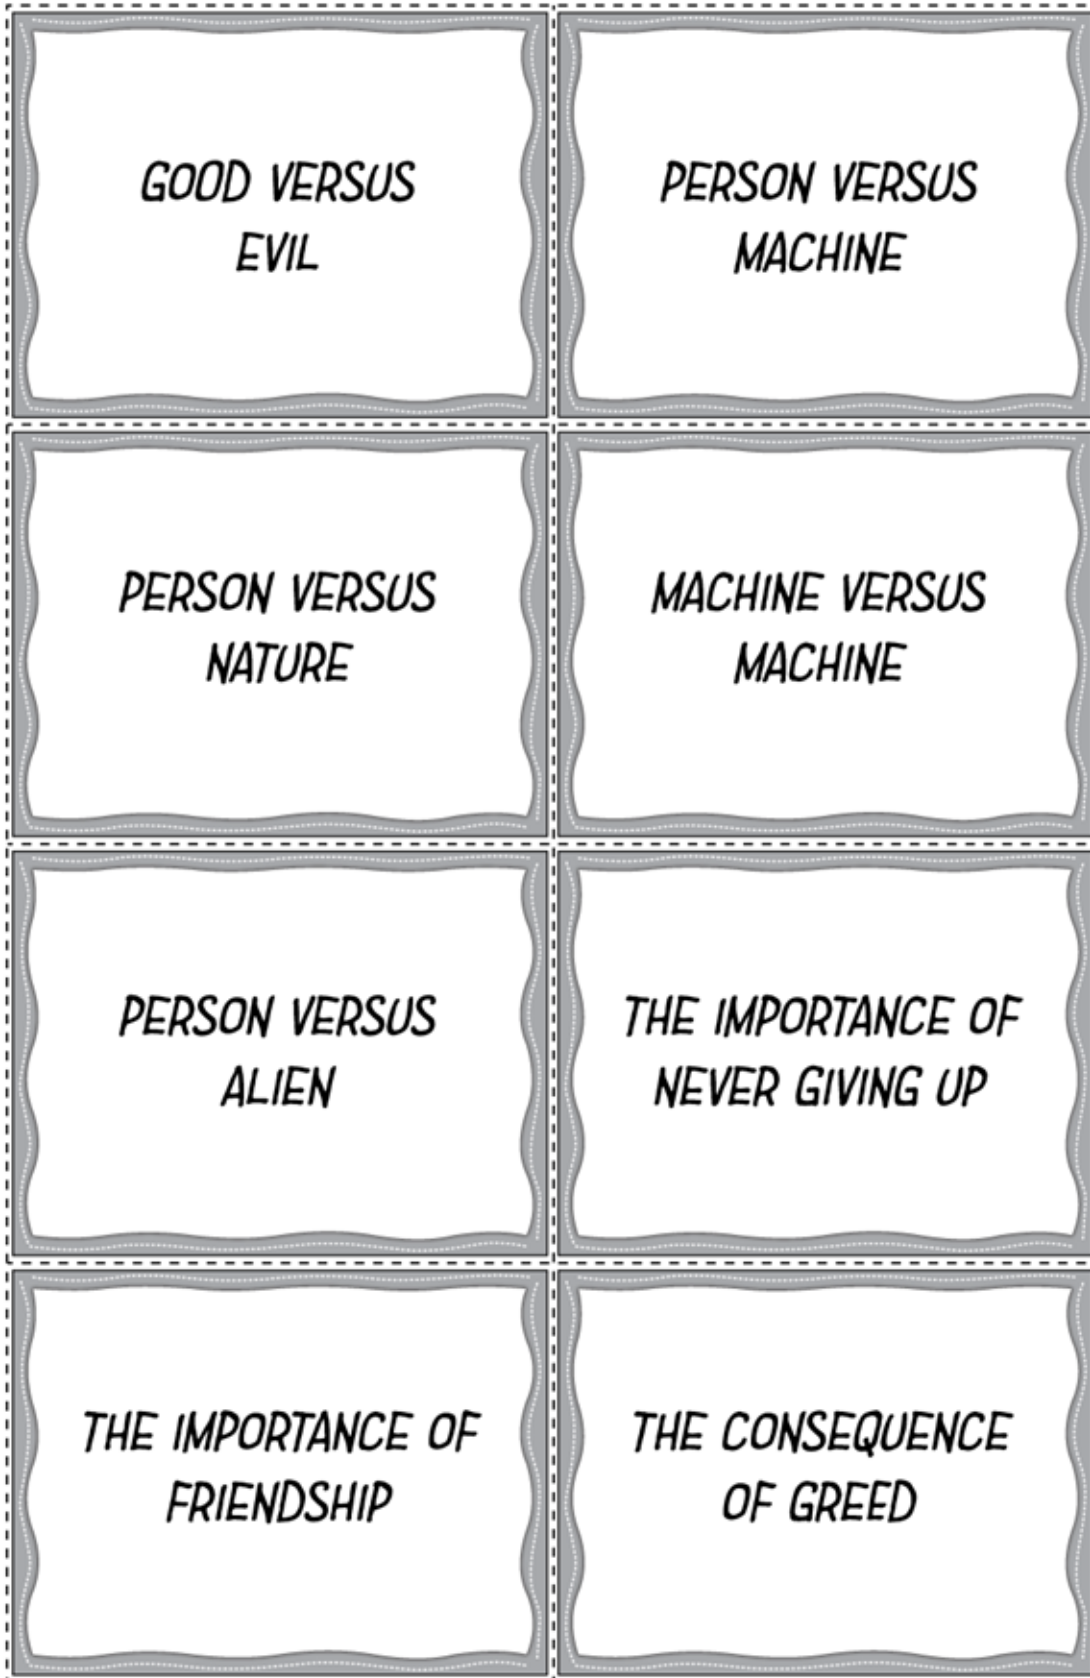 GOOD VERSUS
EVIL
PERSON VERSUS
MACHINE
PERSON VERSUS
NATURE
MACHINE VERSUS
MACHINE
PERSON VERSUS
ALIEN
THE IMPORTANCE OF
NEVER GIVING UP
THE IMPORTANCE OF
FRIENDSHIP
THE CONSEQUENCE
OF GREED